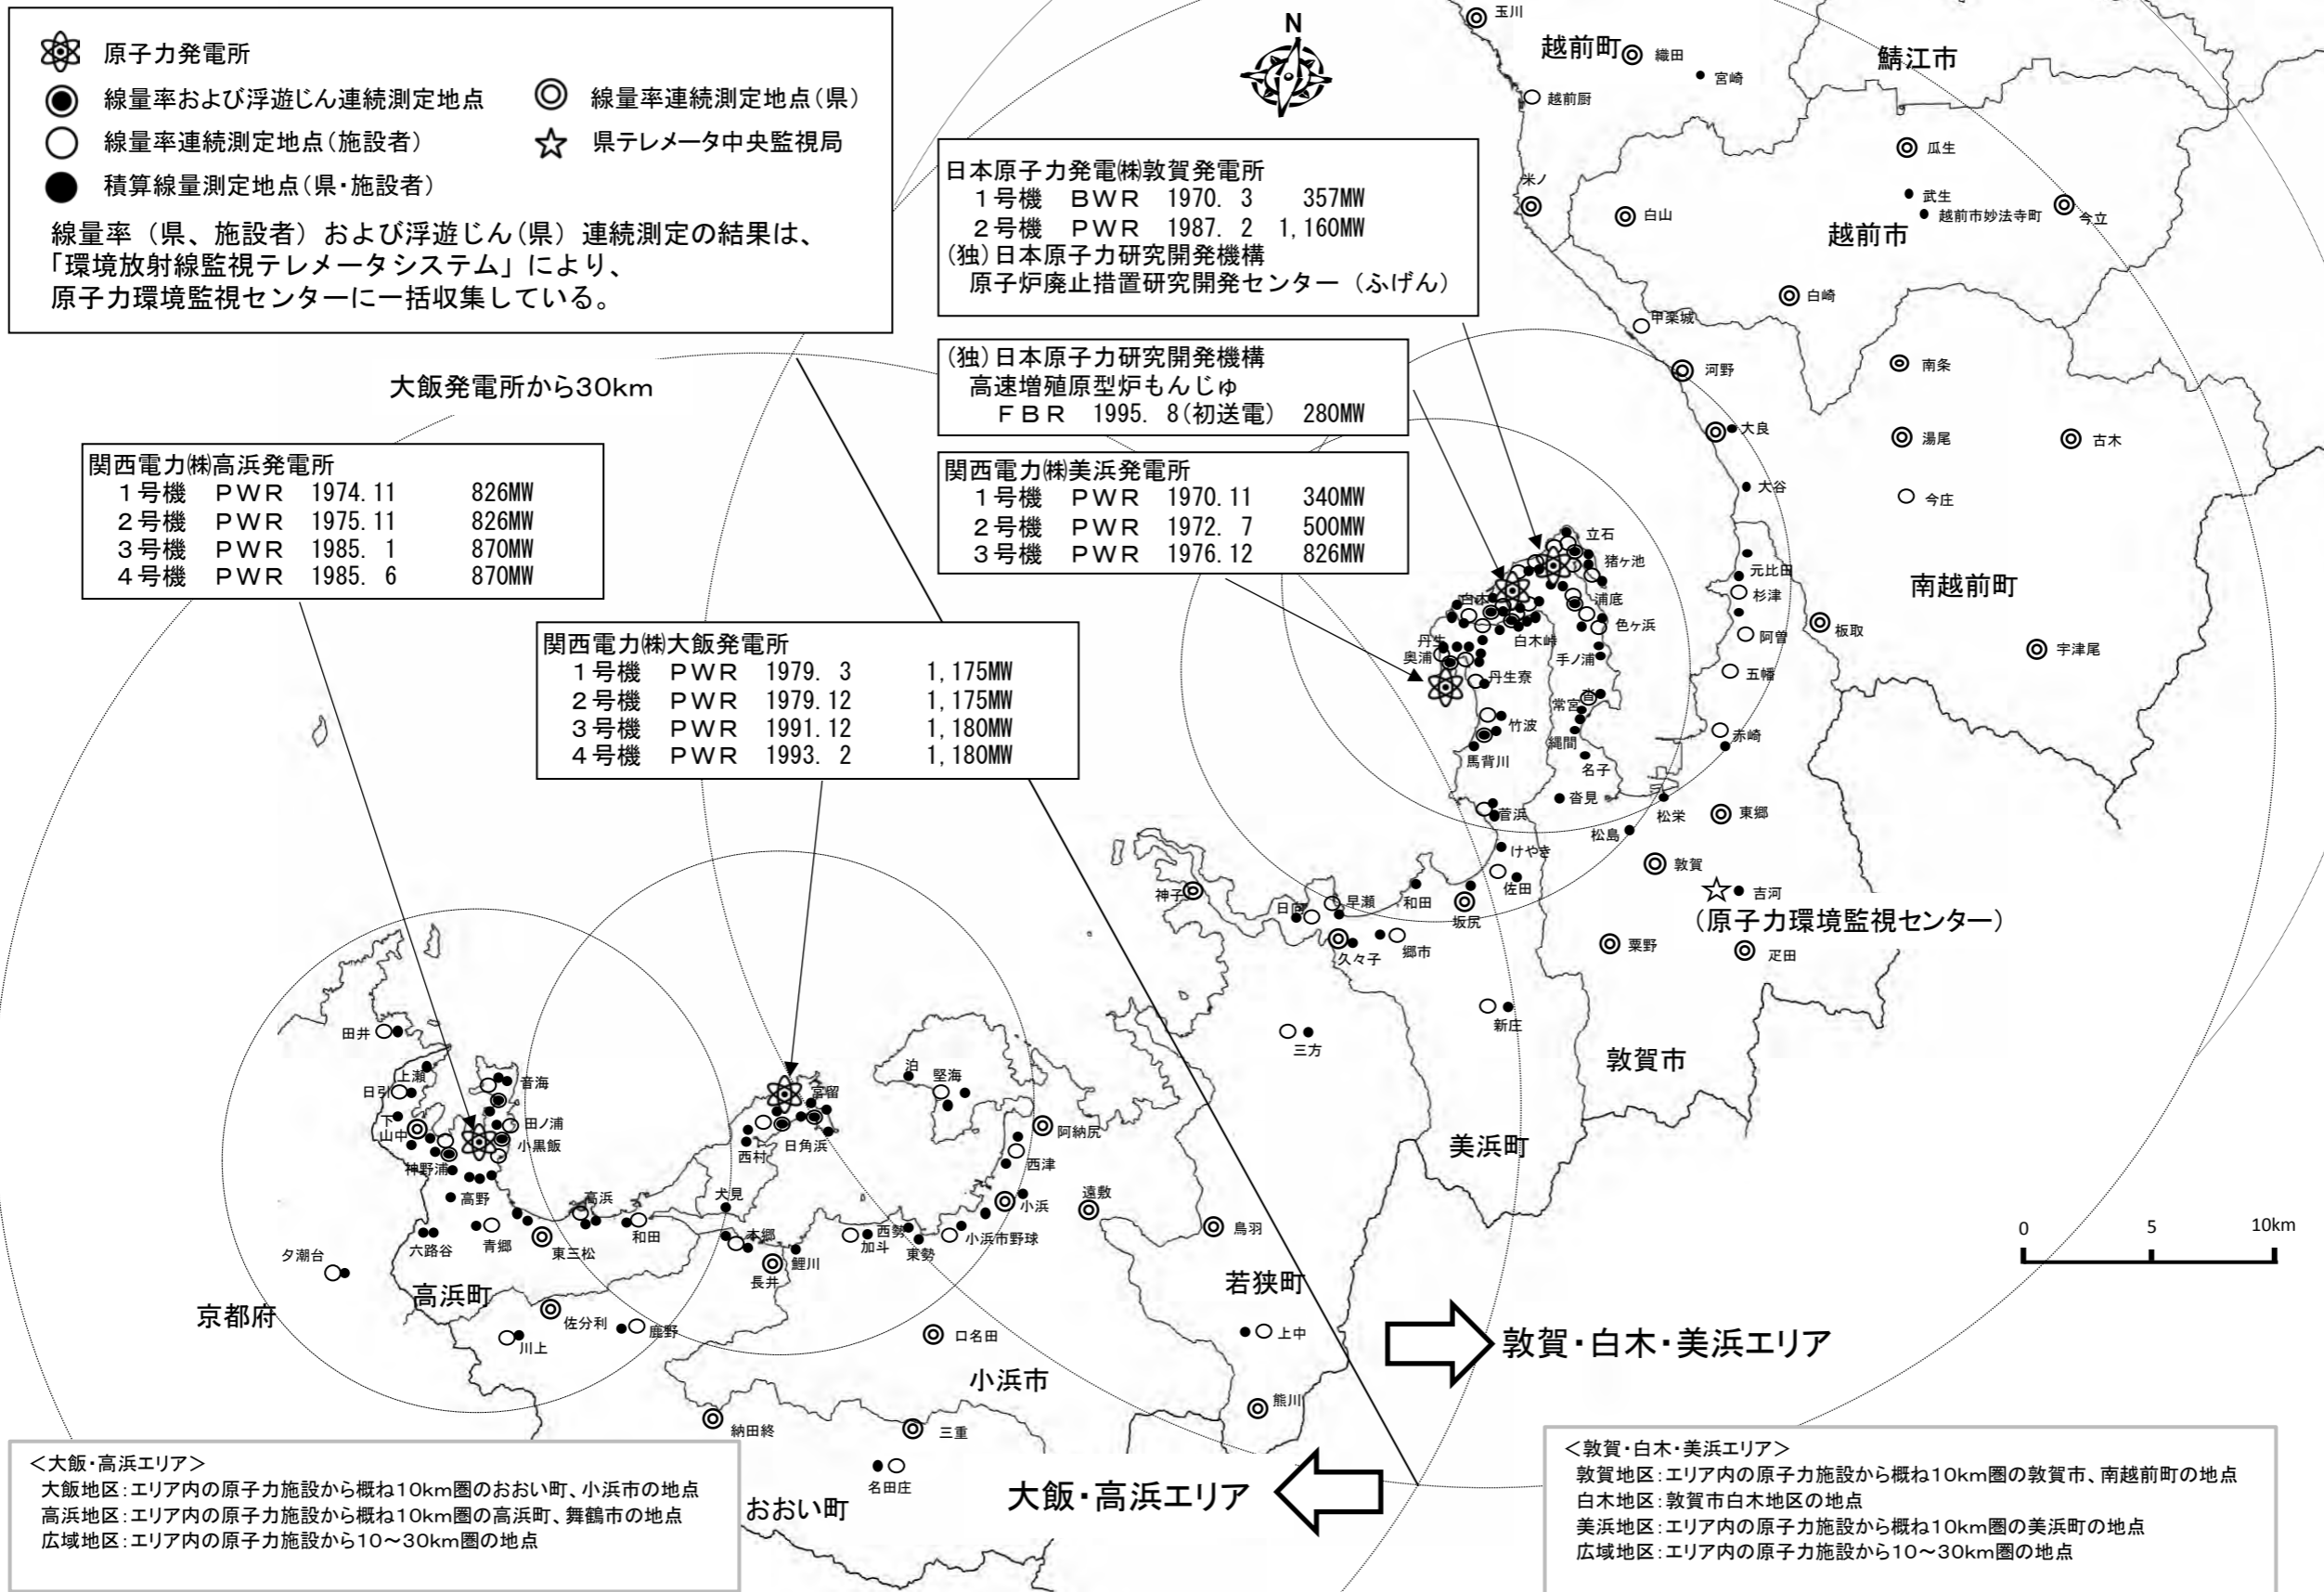 原子力発電所
線量率および浮遊じん連続測定地点
線量率連続測定地点(県)
線量率連続測定地点(施設者)
県テレメータ中央監視局
積算線量測定地点(県・施設者)
線量率（県、施設者）および浮遊じん(県）連続測定の結果は、
「環境放射線監視テレメータシステム」により、
原子力環境監視センターに一括収集している。
N
大飯発電所から30km
日本原子力発電㈱敦賀発電所
1号機 BWR 1970. 3 357MW
2号機 PWR 1987. 2 1,160MW
(独)日本原子力研究開発機構
原子炉廃止措置研究開発センター（ふげん）
(独)日本原子力研究開発機構
高速増殖原型炉もんじゅ
FBR 1995. 8(初送電) 280MW
関西電力㈱美浜発電所
1号機 PWR 1970.11 340MW
2号機 PWR 1972. 7 500MW
3号機 PWR 1976.12 826MW
関西電力㈱高浜発電所
1号機 PWR 1974.11 826MW
2号機 PWR 1975.11 826MW
3号機 PWR 1985. 1 870MW
4号機 PWR 1985. 6 870MW
関西電力㈱大飯発電所
1号機 PWR 1979. 3 1,175MW
2号機 PWR 1979.12 1,175MW
3号機 PWR 1991.12 1,180MW
4号機 PWR 1993. 2 1,180MW
玉川
越前町
織田
宮崎
鯖江市
越前厨
瓜生
米ノ
白山
武生
越前市妙法寺町
今立
越前市
白崎
甲楽城
河野
南条
大良
湯尾
古木
大谷
今庄
立石
猪ヶ池
元比田
南越前町
白木
浦底
杉津
色ヶ浜
板取
阿曽
丹生
白木峠
宇津尾
奥浦
手ノ浦
五幡
丹生寮
沓
常宮
竹波
赤崎
縄間
馬背川
名子
沓見
菅浜
松栄
東郷
松島
けやき
敦賀
神子
佐田
吉河
日向
早瀬
和田
坂尻
(原子力環境監視センター)
久々子
郷市
粟野
疋田
新庄
三方
敦賀市
美浜町
田井
上瀬
音海
日引
下
山中
田ノ浦
小黒飯
神野浦
高野
高浜
青郷
六路谷
東三松
和田
夕潮台
高浜町
京都府
佐分利
鹿野
川上
宮留
日角浜
西村
犬見
本郷
長井
鯉川
泊
堅海
阿納尻
西津
小浜
遠敷
鳥羽
西勢
加斗
東勢
小浜市野球
若狭町
口名田
上中
小浜市
熊川
納田終
三重
名田庄
おおい町
0 5 10km
敦賀・白木・美浜エリア
大飯・高浜エリア
<大飯・高浜エリア>
大飯地区:エリア内の原子力施設から概ね10km圏のおおい町、小浜市の地点
高浜地区:エリア内の原子力施設から概ね10km圏の高浜町、舞鶴市の地点
広域地区:エリア内の原子力施設から10～30km圏の地点
<敦賀・白木・美浜エリア>
敦賀地区:エリア内の原子力施設から概ね10km圏の敦賀市、南越前町の地点
白木地区:敦賀市白木地区の地点
美浜地区:エリア内の原子力施設から概ね10km圏の美浜町の地点
広域地区:エリア内の原子力施設から10～30km圏の地点